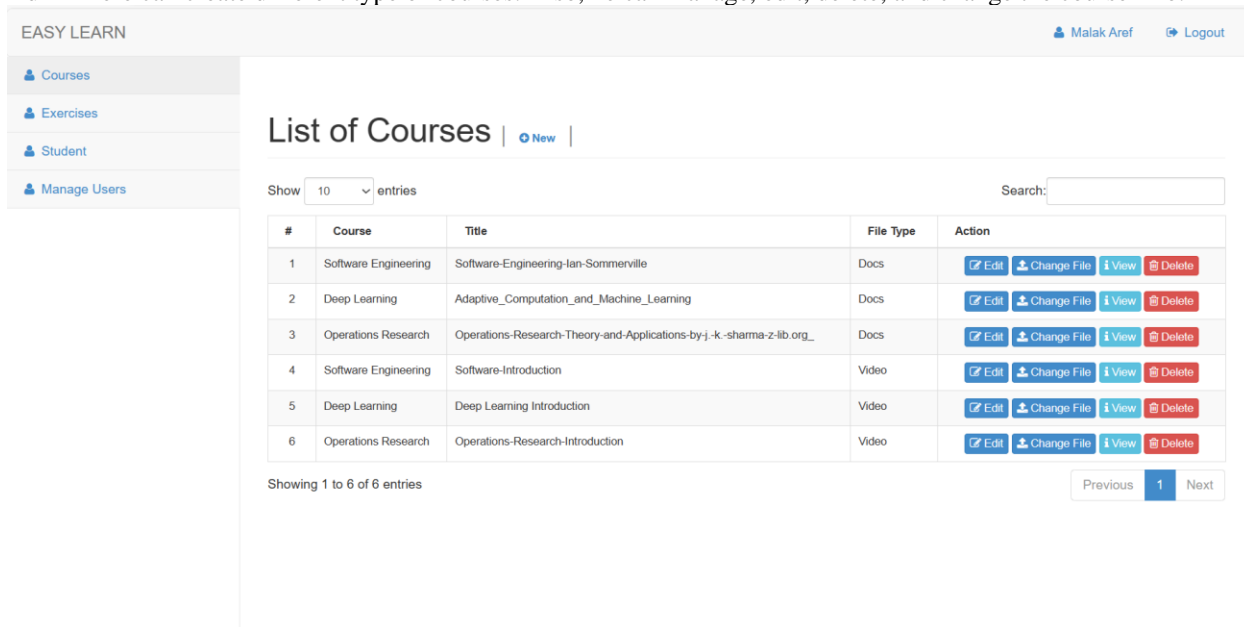 EASY LEARN Malak Aref Logout
Courses
Exercises
Student
Manage Users
List of Courses | New |
Show 10 entries Search:
# Course Title File Type Action
1 Software Engineering Software-Engineering-Ian-Sommerville Docs Edit Change File View Delete
2 Deep Learning Adaptive_Computation_and_Machine_Learning Docs Edit Change File View Delete
3 Operations Research Operations-Research-Theory-and-Applications-by-j.-k.-sharma-z-lib.org_ Docs Edit Change File View Delete
4 Software Engineering Software-Introduction Video Edit Change File View Delete
5 Deep Learning Deep Learning Introduction Video Edit Change File View Delete
6 Operations Research Operations-Research-Introduction Video Edit Change File View Delete
Showing 1 to 6 of 6 entries Previous 1 Next